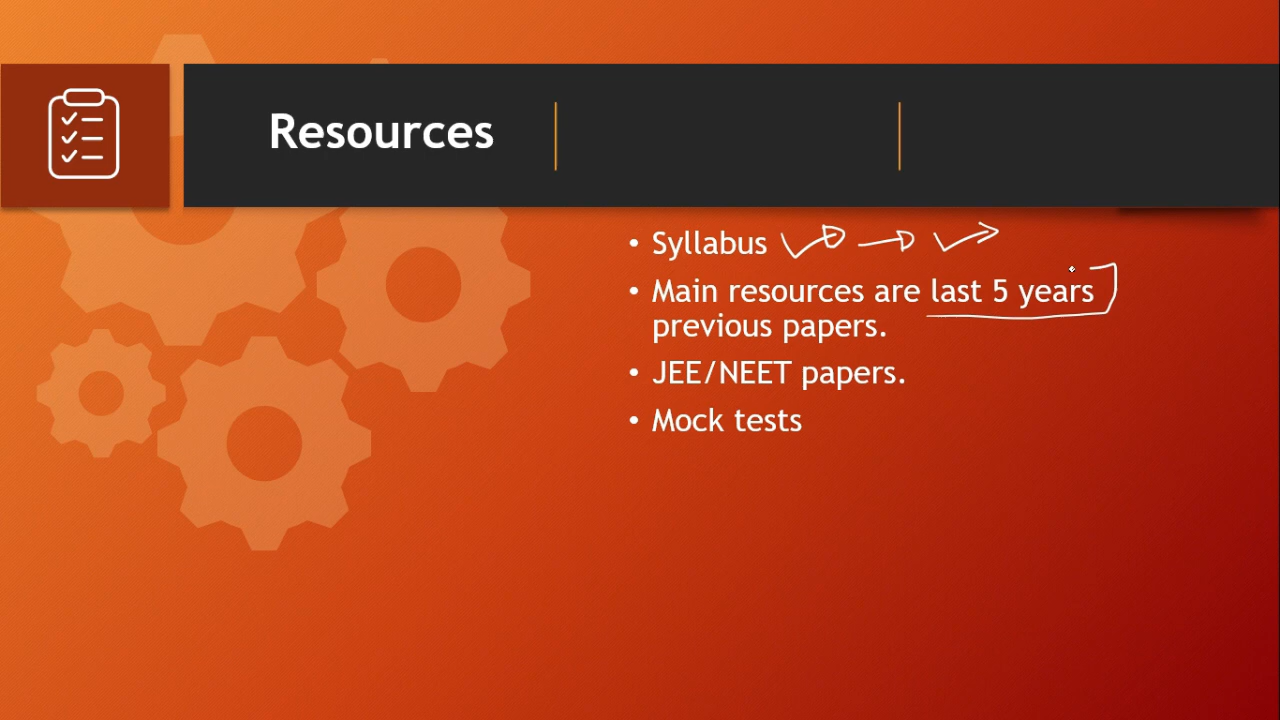 Resources
• Syllabus
• Main resources are last 5 years
previous papers.
• JEE/NEET papers.
• Mock tests